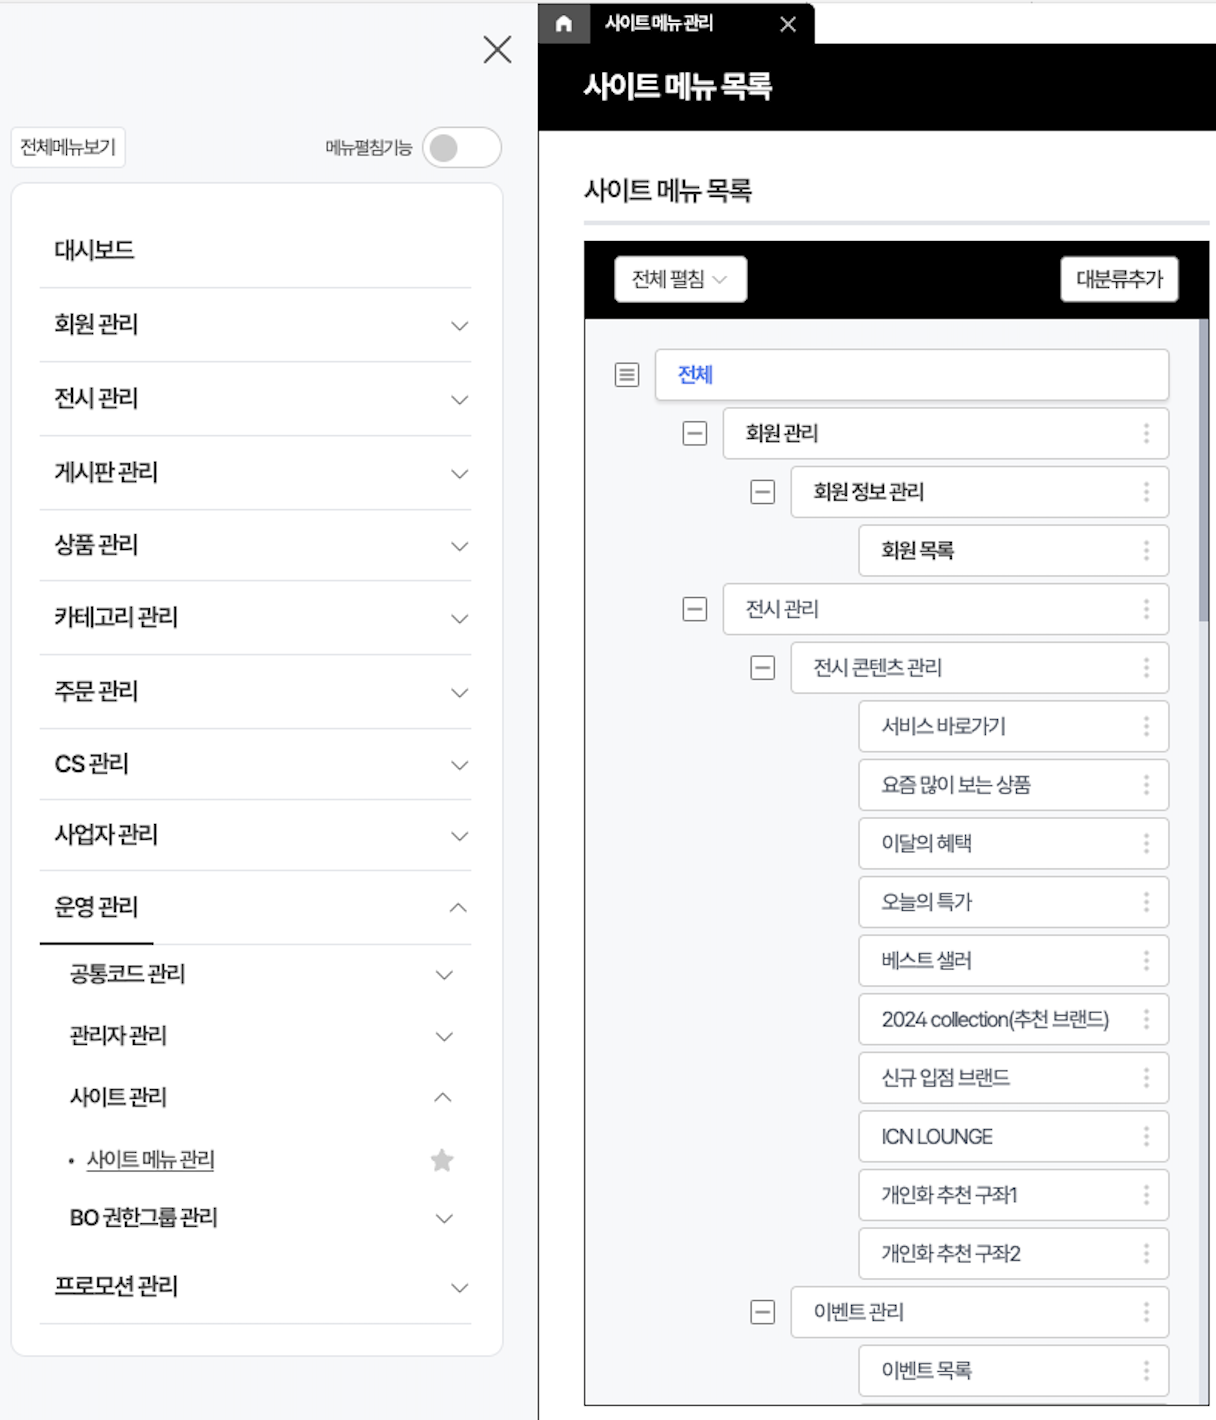 전체메뉴보기
메뉴펼침기능
대시보드
회원 관리
전시 관리
게시판 관리
상품 관리
카테고리 관리
주문 관리
CS 관리
사업자 관리
운영 관리
공통코드 관리
관리자 관리
사이트 관리
• 사이트 메뉴 관리
BO 권한그룹 관리
프로모션 관리
사이트 메뉴 관리
사이트 메뉴 목록
사이트 메뉴 목록
전체 펼침
대분류추가
전체
회원 관리
회원 정보 관리
회원 목록
전시 관리
전시 콘텐츠 관리
서비스 바로가기
요즘 많이 보는 상품
이달의 혜택
오늘의 특가
베스트 샐러
2024 collection(추천 브랜드)
신규 입점 브랜드
ICN LOUNGE
개인화 추천 구좌1
개인화 추천 구좌2
이벤트 관리
이벤트 목록